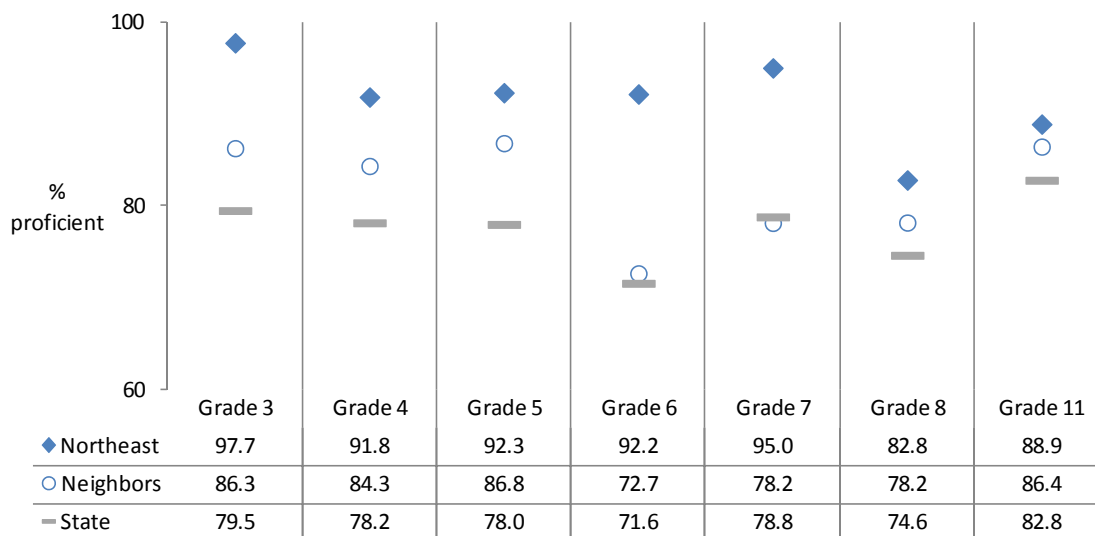 100
%
proficient
80
60
Grade 3 Grade 4 Grade 5 Grade 6 Grade 7 Grade 8 Grade 11
Northeast 97.7 91.8 92.3 92.2 95.0 82.8 88.9
Neighbors 86.3 84.3 86.8 72.7 78.2 78.2 86.4
State 79.5 78.2 78.0 71.6 78.8 74.6 82.8